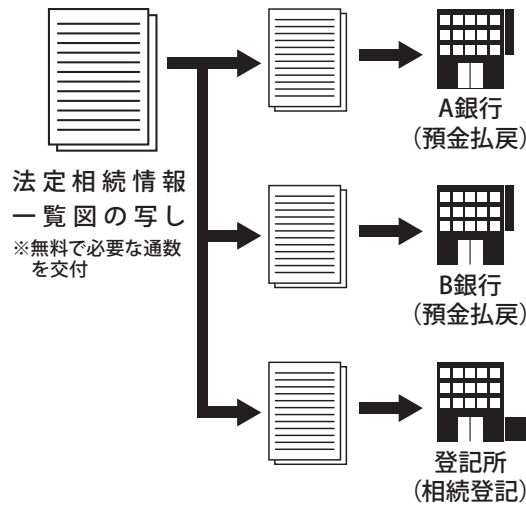 法定相続情報
一覧図の写し
※無料で必要な通数
を交付
A銀行
（預金払戻）
B銀行
（預金払戻）
登記所
（相続登記）